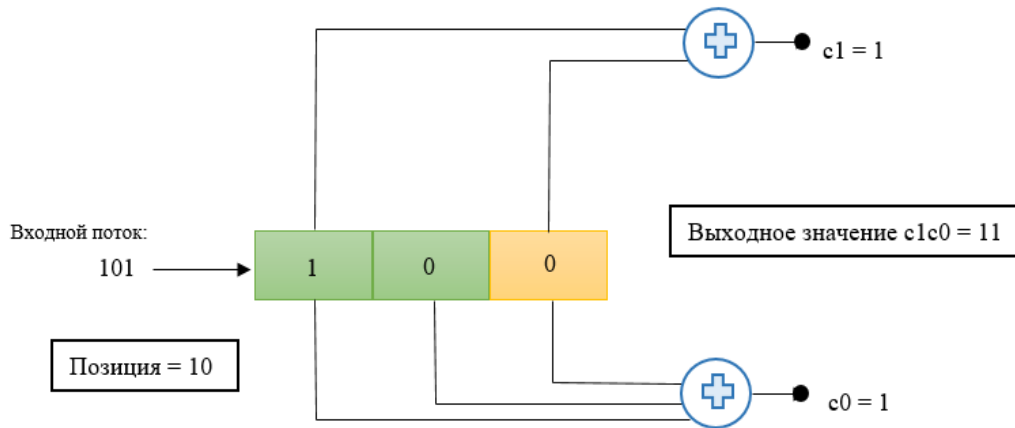 c1 = 1
Входной поток:
101
1
0
0
Выходное значение c1c0 = 11
Позиция = 10
c0 = 1